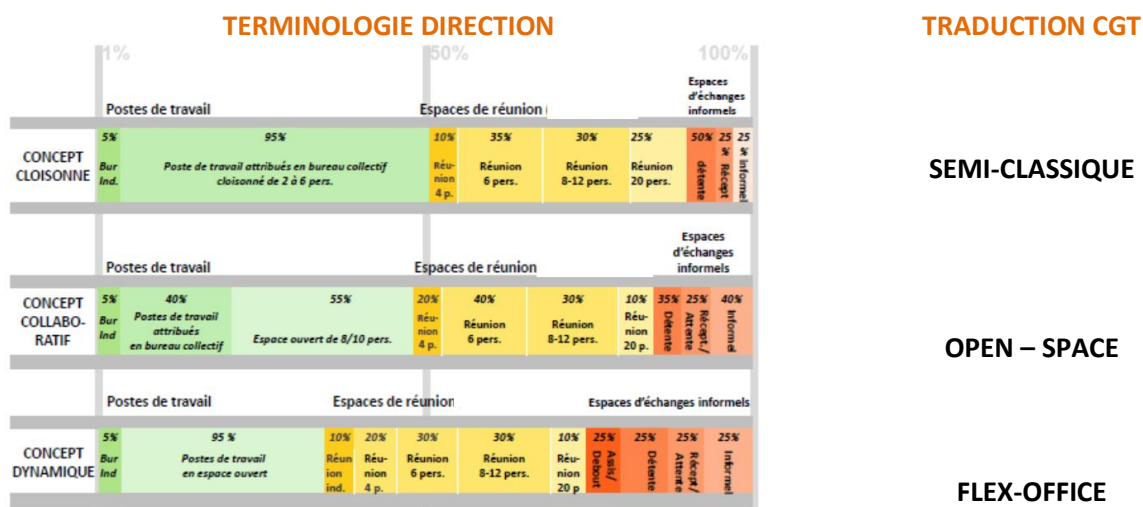 TERMINOLOGIE DIRECTION
TRADUCTION CGT
1%
50%
100%
Postes de travail
Espaces de réunion
Espaces
d'échanges
informels
CONCEPT
CLOISONNE
5%
Bur
Ind.
95%
Poste de travail attribués en bureau collectif
cloisonné de 2 à 6 pers.
10%
Réu-
nion
4 p.
35%
Réunion
6 pers.
30%
Réunion
8-12 pers.
25%
Réunion
20 pers.
50%
détente
25
%
Récept
25
%
Informel
SEMI-CLASSIQUE
Postes de travail
Espaces de réunion
Espaces
d'échanges
informels
CONCEPT
COLLABO-
RATIF
5%
Bur
Ind
40%
Postes de travail
attribués
en bureau collectif
55%
Espace ouvert de 8/10 pers.
20%
Réu-
nion
4 p.
40%
Réunion
6 pers.
30%
Réunion
8-12 pers.
10%
Réu-
nion
20 p.
35%
Détente
25%
Récept./
Attente
40%
Informel
OPEN – SPACE
Postes de travail
Espaces de réunion
Espaces d'échanges informels
CONCEPT
DYNAMIQUE
5%
Bur
Ind
95 %
Postes de travail
en espace ouvert
10%
Réun
ion
ind.
20%
Réu-
nion
4 p.
30%
Réunion
6 pers.
30%
Réunion
8-12 pers.
10%
Réu-
nion
20 p
25%
Assis/
Debout
25%
Détente
25%
Récept/
Attente
25%
Informel
FLEX-OFFICE